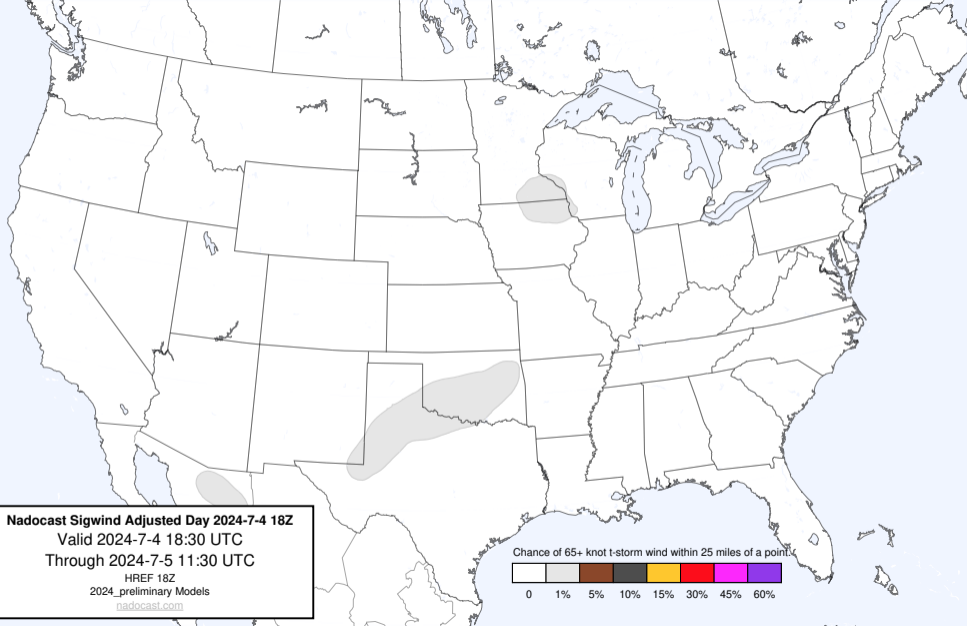 Nadocast Sigwind Adjusted Day 2024-7-4 18Z
Valid 2024-7-4 18:30 UTC
Through 2024-7-5 11:30 UTC
HREF 18Z
2024_preliminary Models
nadocast.com
Chance of 65+ knot t-storm wind within 25 miles of a point.
0 1% 5% 10% 15% 30% 45% 60%